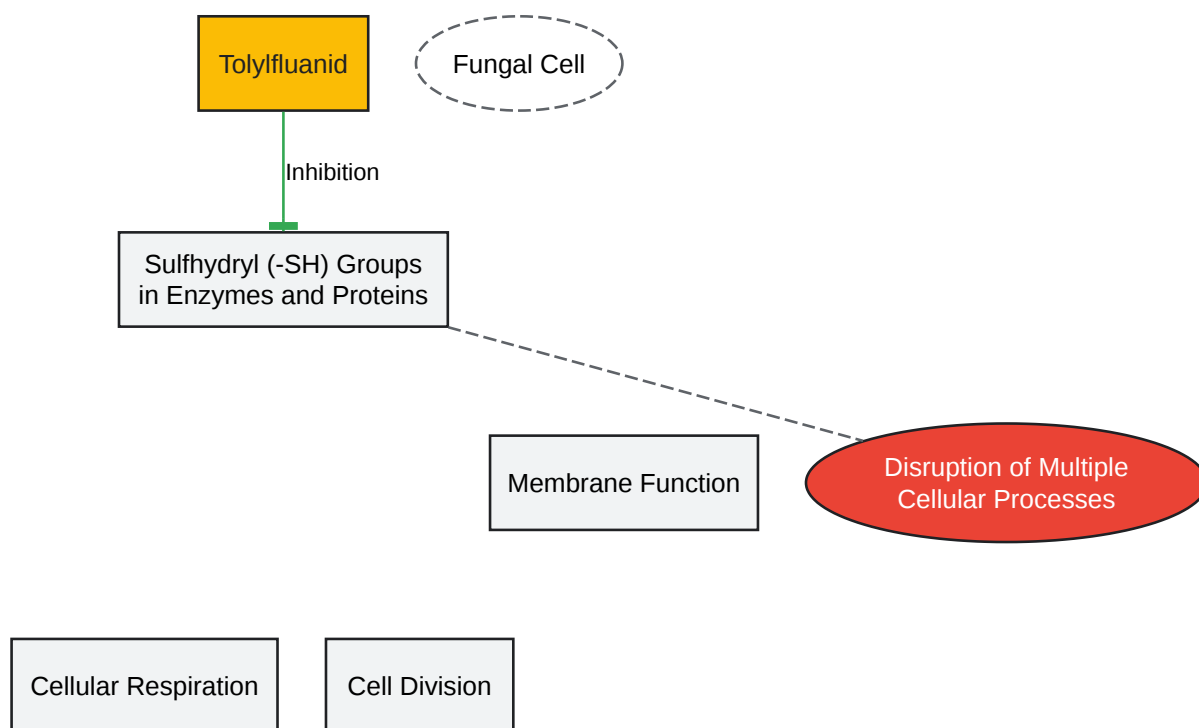 Tolylfluanid
Fungal Cell
Inhibition
Sulfhydryl (-SH) Groups
in Enzymes and Proteins
Membrane Function
Disruption of Multiple
Cellular Processes
Cellular Respiration
Cell Division